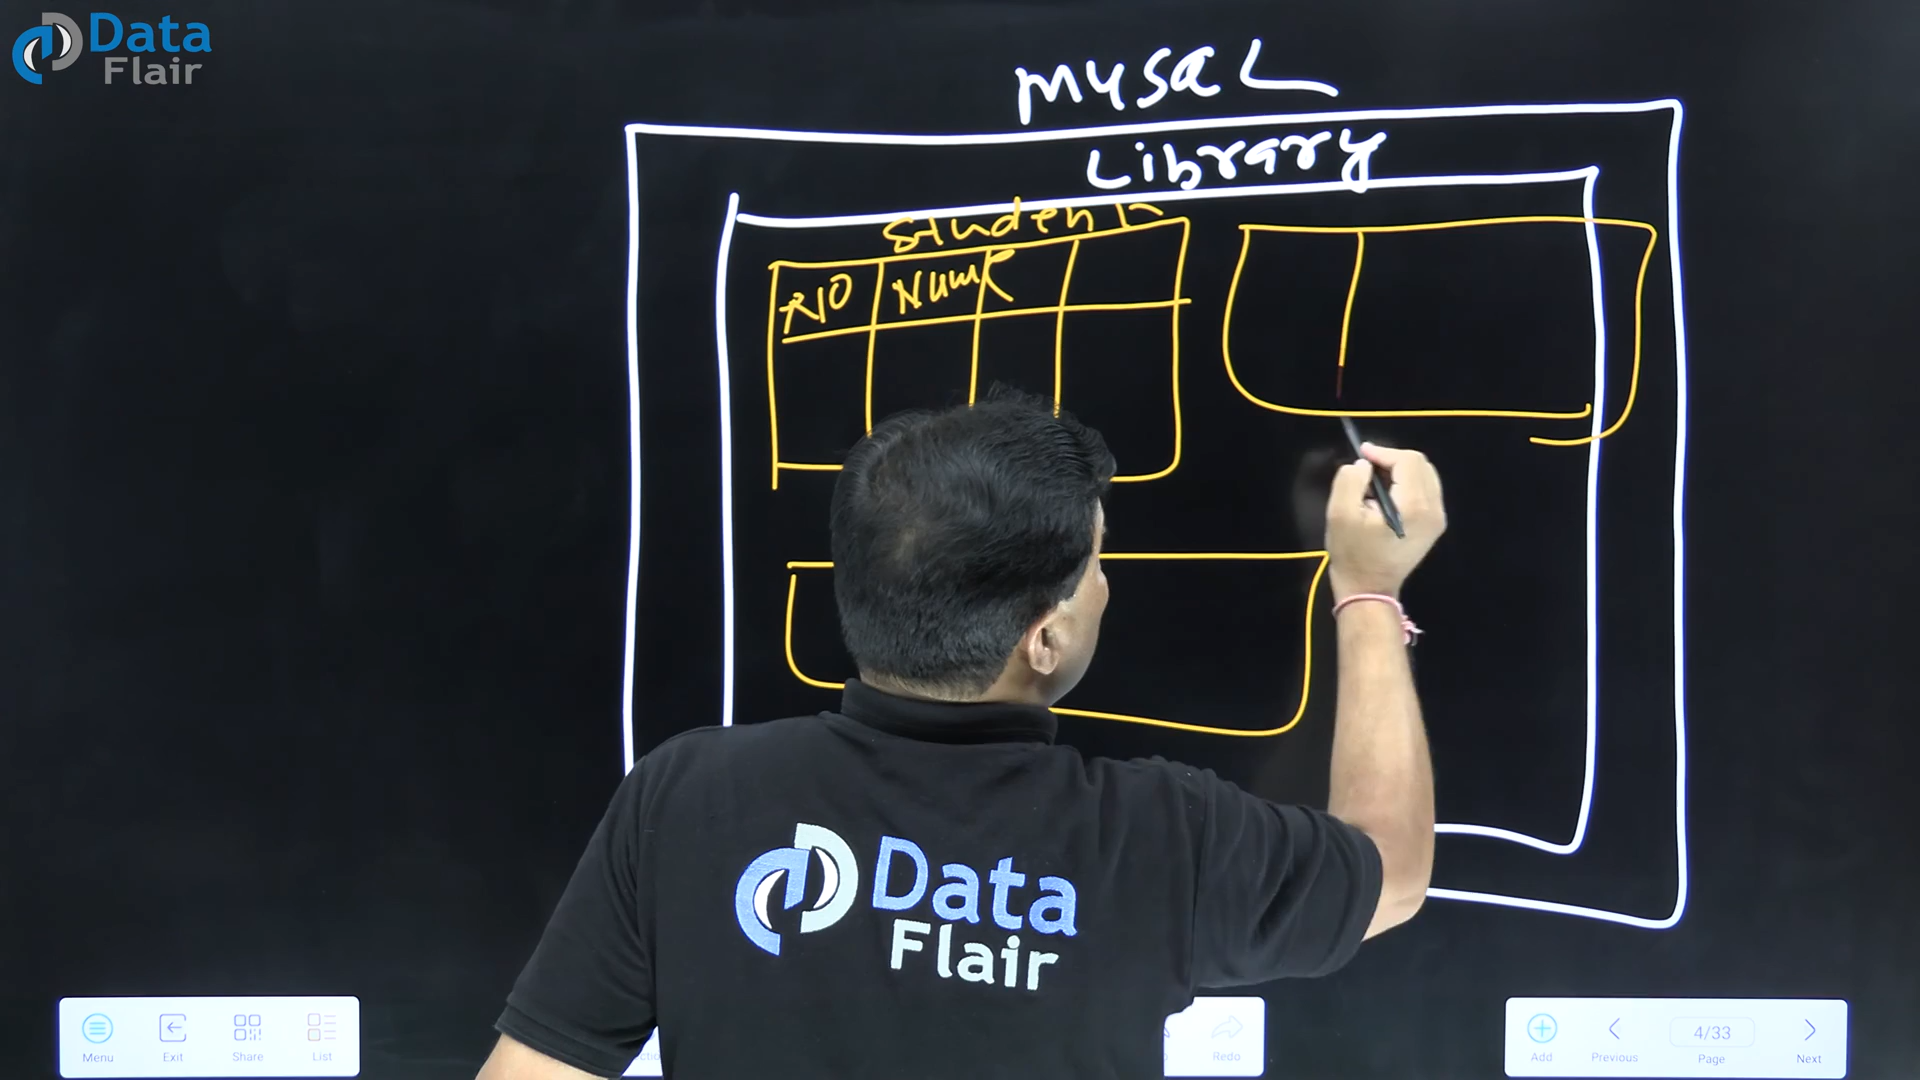 Data
Flair
MySQL
Library
Student
RNO
Name
Data
Flair
Menu
Exit
Share
List
Redo
Add
Previous
4/33
Page
Next